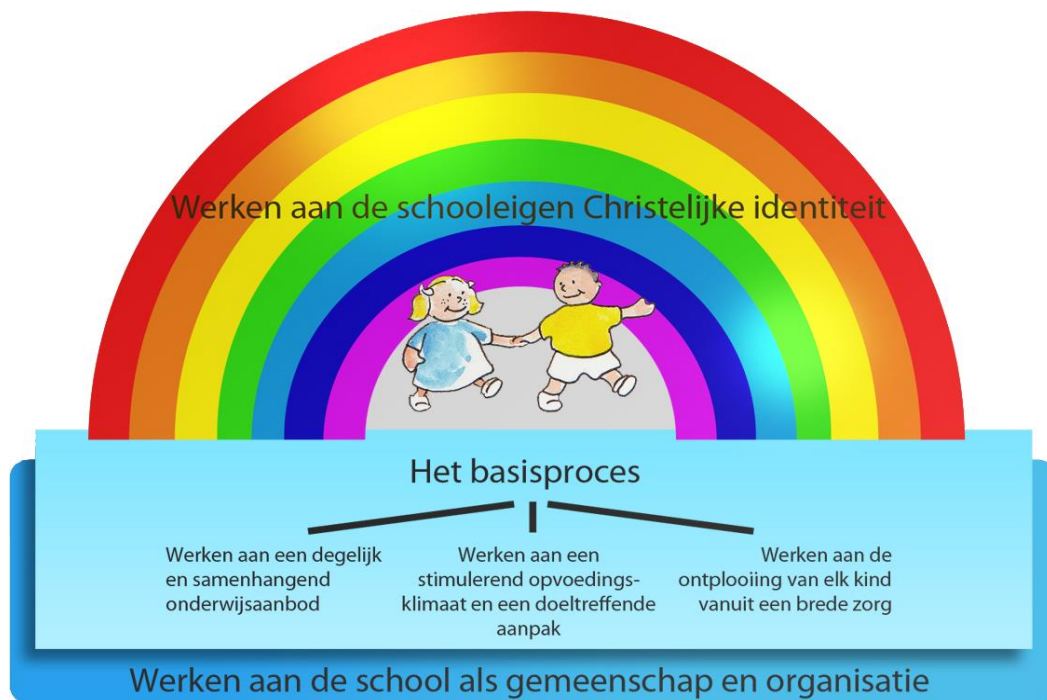 Werken aan de schooleigen Christelijke identiteit
Het basisproces
Werken aan een degelijk
en samenhangend
onderwijsaanbod
Werken aan een
stimulerend opvoedings-
klimaat en een doeltreffende
aanpak
Werken aan de
ontplooiing van elk kind
vanuit een brede zorg
Werken aan de school als gemeenschap en organisatie